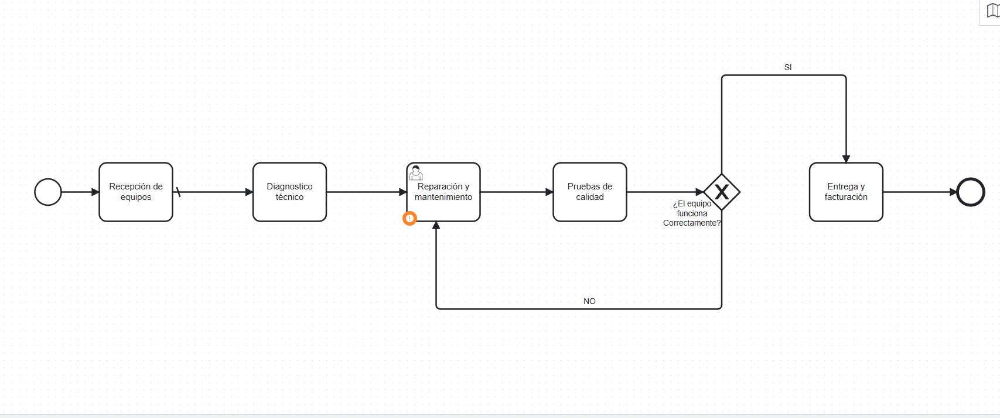 SI
Recepción de
equipos
Diagnostico
técnico
Reparación y
mantenimiento
Pruebas de
calidad
¿El equipo
funciona
Correctamente?
Entrega y
facturación
NO